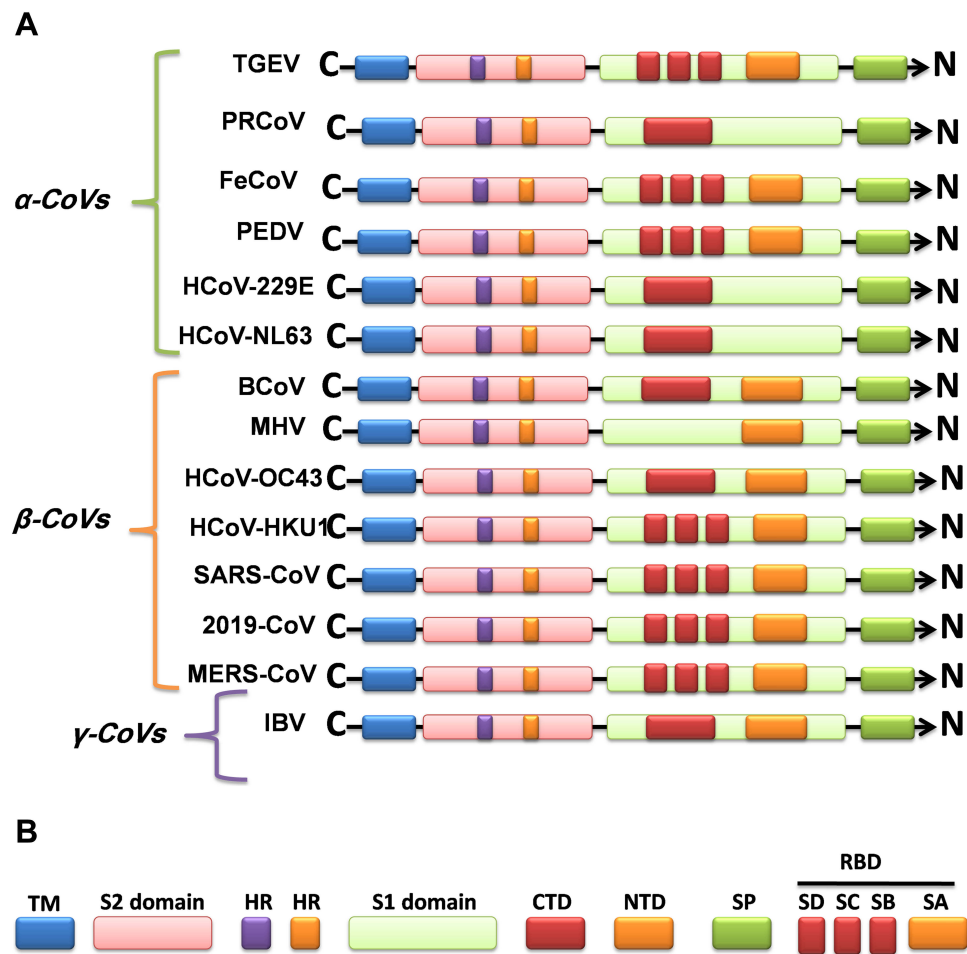 A
TGEV C N
PRCoV C N
FeCoV C N
α-CoVs
PEDV C N
HCoV-229E C N
HCoV-NL63 C N
BCoV C N
MHV C N
HCoV-OC43 C N
β-CoVs
HCoV-HKU1 C N
SARS-CoV C N
2019-CoV C N
MERS-CoV C N
IBV C N
γ-CoVs
B
RBD
TM S2 domain HR HR S1 domain CTD NTD SP SD SC SB SA